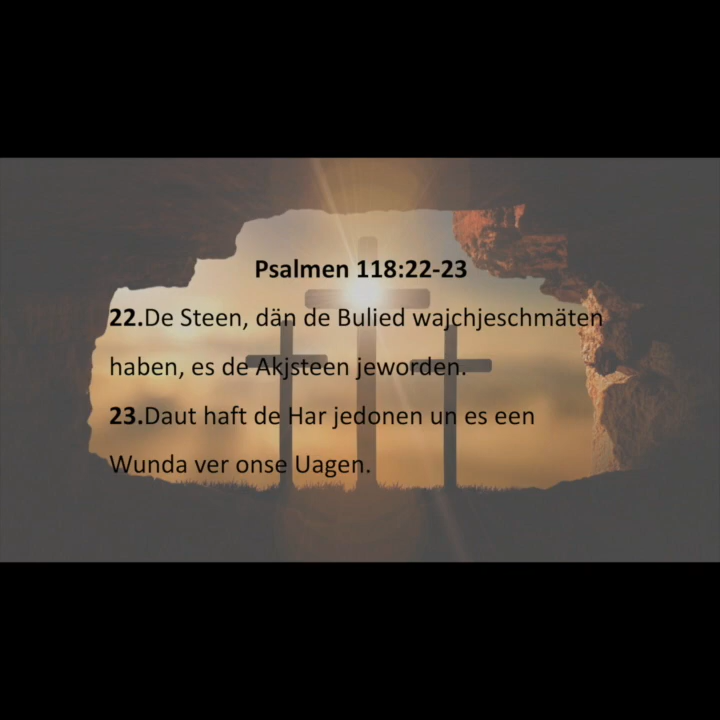 Psalmen 118:22-23
22.De Steen, dän de Bulied wajchjeschmäten
haben, es de Akjsteen jeworden.
23.Daut haft de Har jedonen un es een
Wunda ver onse Uagen.